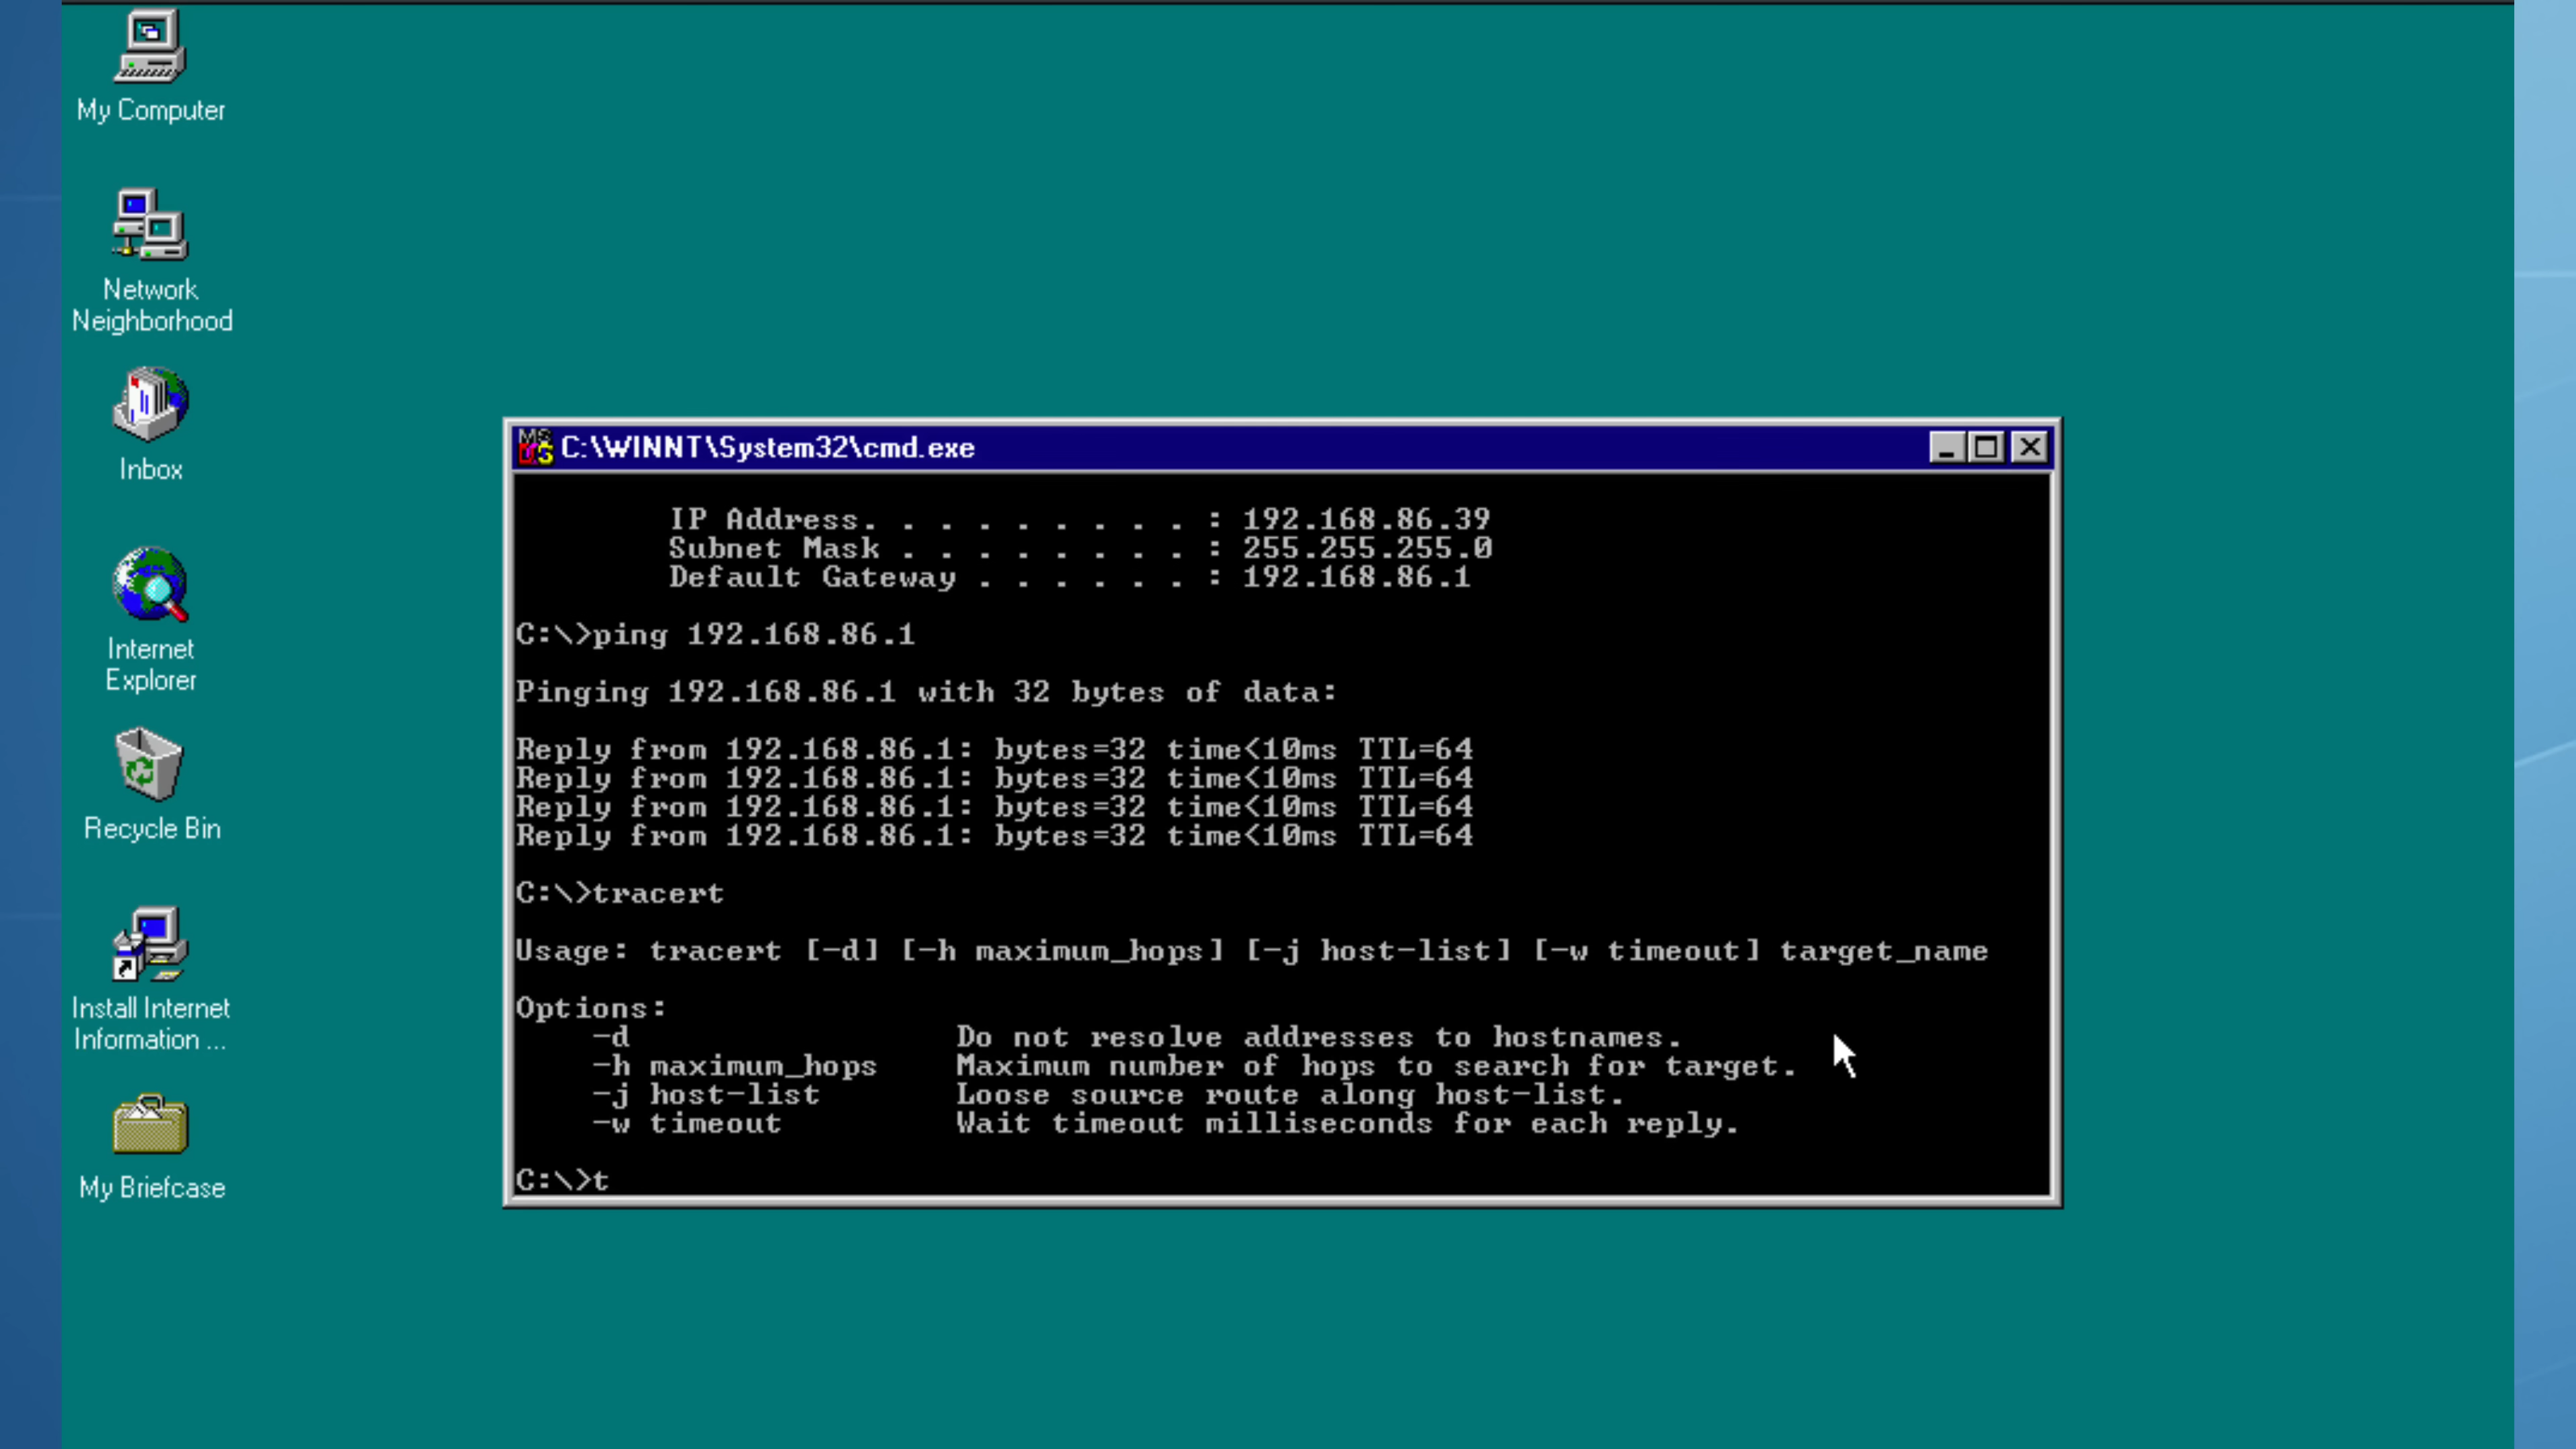 My Computer
Network
Neighborhood
Inbox
Internet
Explorer
Recycle Bin
Install Internet
Information ...
My Briefcase
C:\WINNT\System32\cmd.exe
IP Address. . . . . . . . . : 192.168.86.39
Subnet Mask . . . . . . . . : 255.255.255.0
Default Gateway . . . . . . : 192.168.86.1
C:\>ping 192.168.86.1
Pinging 192.168.86.1 with 32 bytes of data:
Reply from 192.168.86.1: bytes=32 time<10ms TTL=64
Reply from 192.168.86.1: bytes=32 time<10ms TTL=64
Reply from 192.168.86.1: bytes=32 time<10ms TTL=64
Reply from 192.168.86.1: bytes=32 time<10ms TTL=64
C:\>tracert
Usage: tracert [-d] [-h maximum_hops] [-j host-list] [-w timeout] target_name
Options:
-d Do not resolve addresses to hostnames.
-h maximum_hops Maximum number of hops to search for target.
-j host-list Loose source route along host-list.
-w timeout Wait timeout milliseconds for each reply.
C:\>t